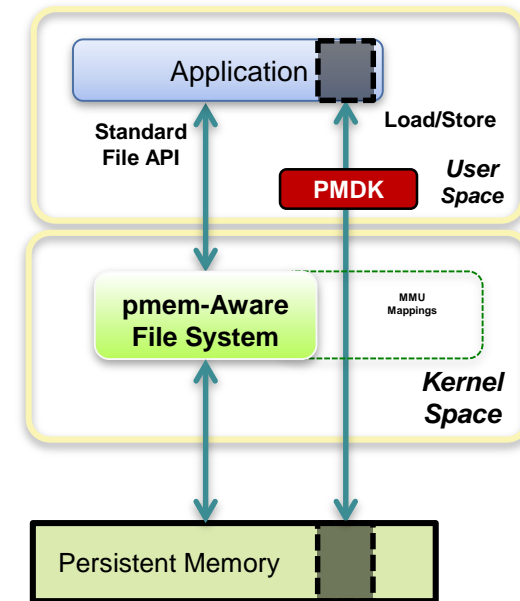 Application
Standard
File API
Load/Store
PMDK
User
Space
pmem-Aware
File System
MMU
Mappings
Kernel
Space
Persistent Memory